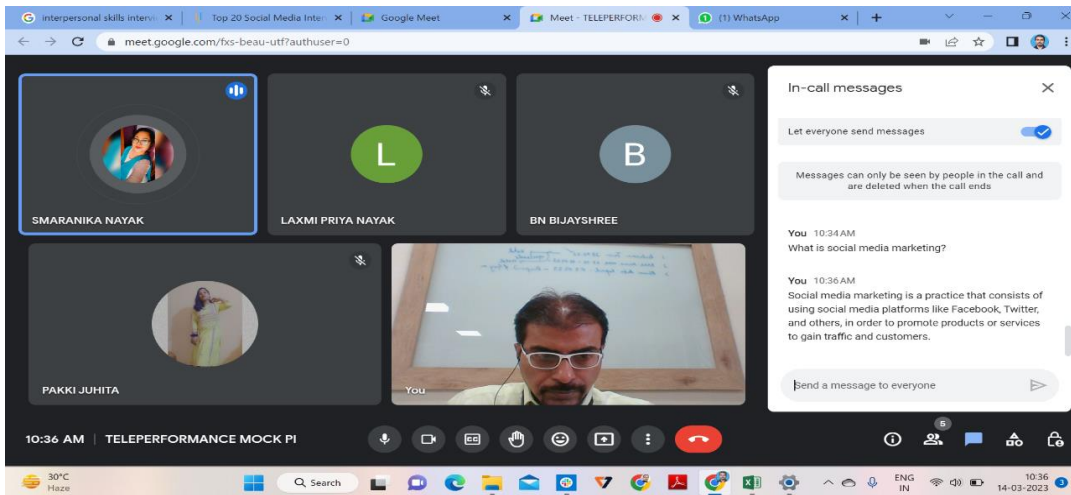 interpersonal skills intervi
Top 20 Social Media Inter
Google Meet
Meet - TELEPERFORM
(1) WhatsApp
meet.google.com/fxs-beau-utf?authuser=0
In-call messages
Let everyone send messages
Messages can only be seen by people in the call and
are deleted when the call ends
You 10:34 AM
What is social media marketing?
You 10:36 AM
Social media marketing is a practice that consists of
using social media platforms like Facebook, Twitter,
and others, in order to promote products or services
to gain traffic and customers.
Send a message to everyone
L
B
SMARANIKA NAYAK
LAXMI PRIYA NAYAK
BN BIJAYSHREE
PAKKI JUHITA
You
10:36 AM | TELEPERFORMANCE MOCK PI
5
30°C
Haze
Search
ENG
IN
10:36
14-03-2023
3